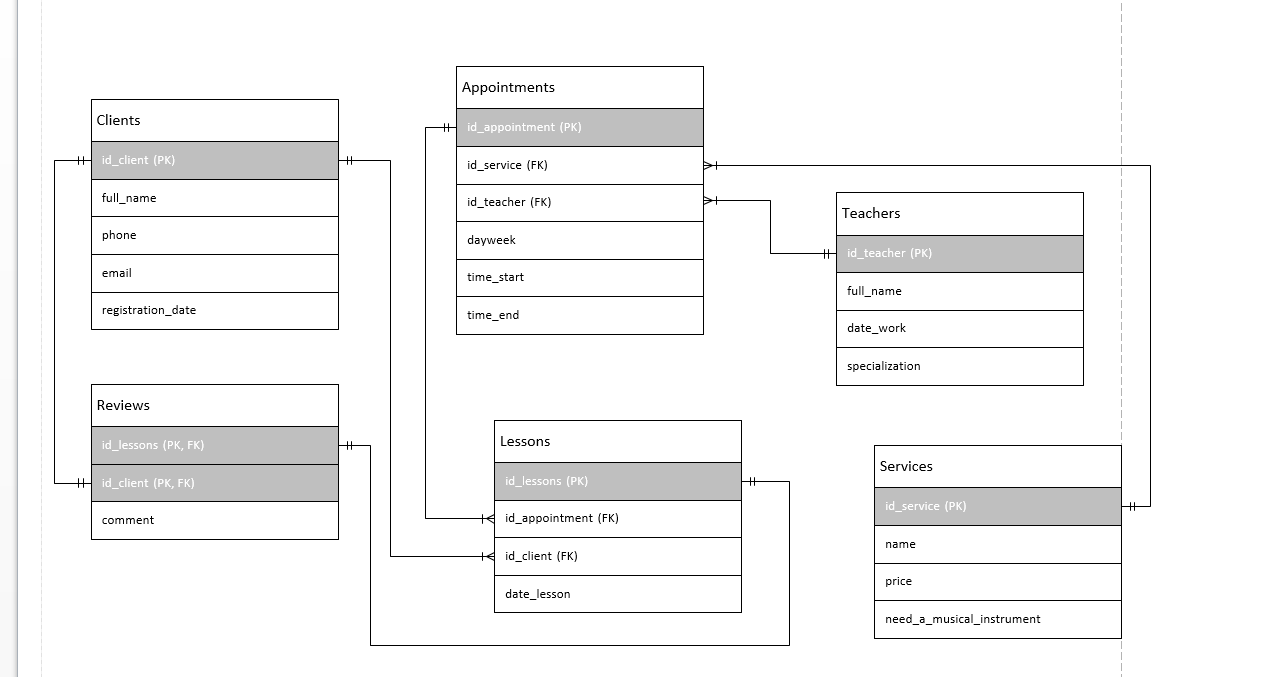 Clients
id_client (PK)
full_name
phone
email
registration_date
Appointments
id_appointment (PK)
id_service (FK)
id_teacher (FK)
dayweek
time_start
time_end
Teachers
id_teacher (PK)
full_name
date_work
specialization
Reviews
id_lessons (PK, FK)
id_client (PK, FK)
comment
Lessons
id_lessons (PK)
id_appointment (FK)
id_client (FK)
date_lesson
Services
id_service (PK)
name
price
need_a_musical_instrument